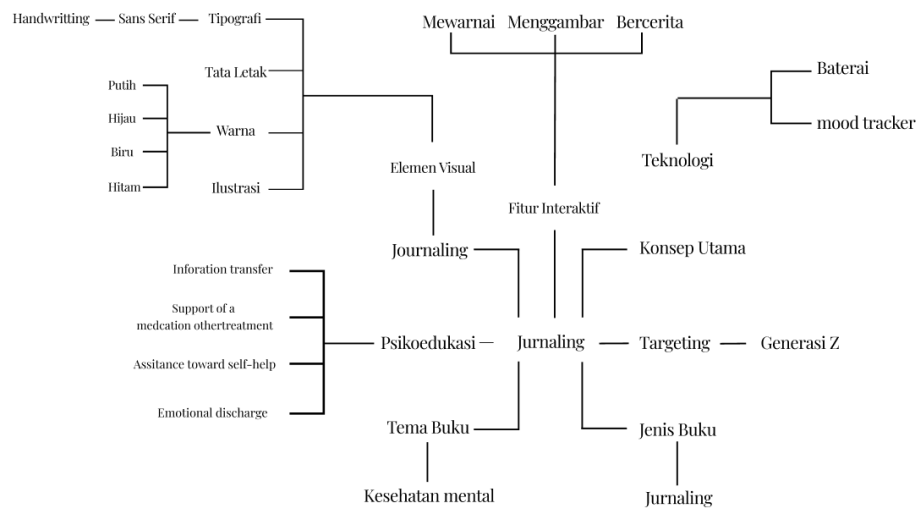 Handwritting
Sans Serif
Tipografi
Mewarnai
Menggambar
Bercerita
Tata Letak
Baterai
Putih
Hijau
Warna
mood tracker
Biru
Teknologi
Elemen Visual
Hitam
Ilustrasi
Fitur Interaktif
Journaling
Konsep Utama
Inforation transfer
Support of a
medcation othertreatment
Psikoedukasi
Jurnaling
Targeting
Generasi Z
Assitance toward self-help
Emotional discharge
Tema Buku
Jenis Buku
Kesehatan mental
Jurnaling